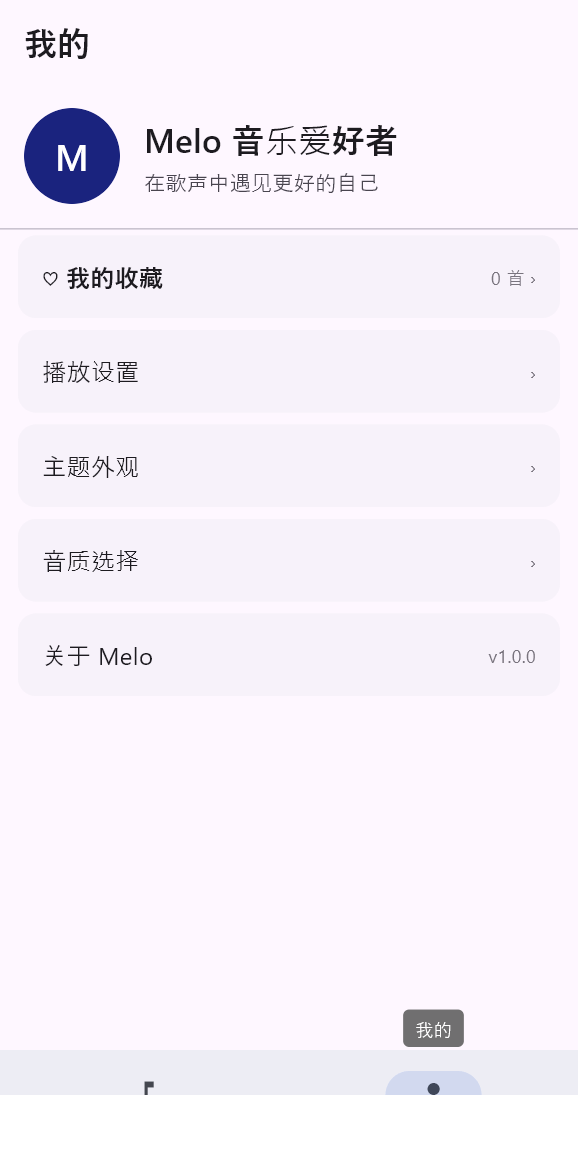 我的
M
Melo 音乐爱好者
在歌声中遇见更好的自己
♡ 我的收藏 0 首 ›
播放设置 ›
主题外观 ›
音质选择 ›
关于 Melo v1.0.0
我的